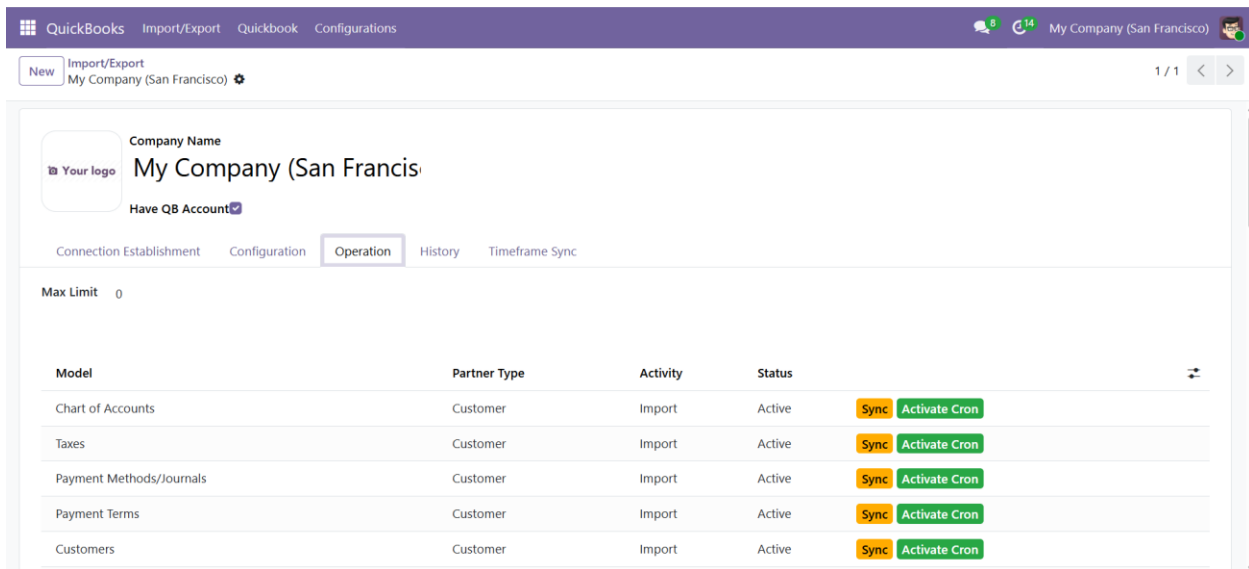 QuickBooks Import/Export Quickbook Configurations 8 14 My Company (San Francisco)
New Import/Export
My Company (San Francisco) 1 / 1
Company Name
Your logo My Company (San Francis
Have QB Account
Connection Establishment Configuration Operation History Timeframe Sync
Max Limit 0
Model Partner Type Activity Status
Chart of Accounts Customer Import Active Sync Activate Cron
Taxes Customer Import Active Sync Activate Cron
Payment Methods/Journals Customer Import Active Sync Activate Cron
Payment Terms Customer Import Active Sync Activate Cron
Customers Customer Import Active Sync Activate Cron